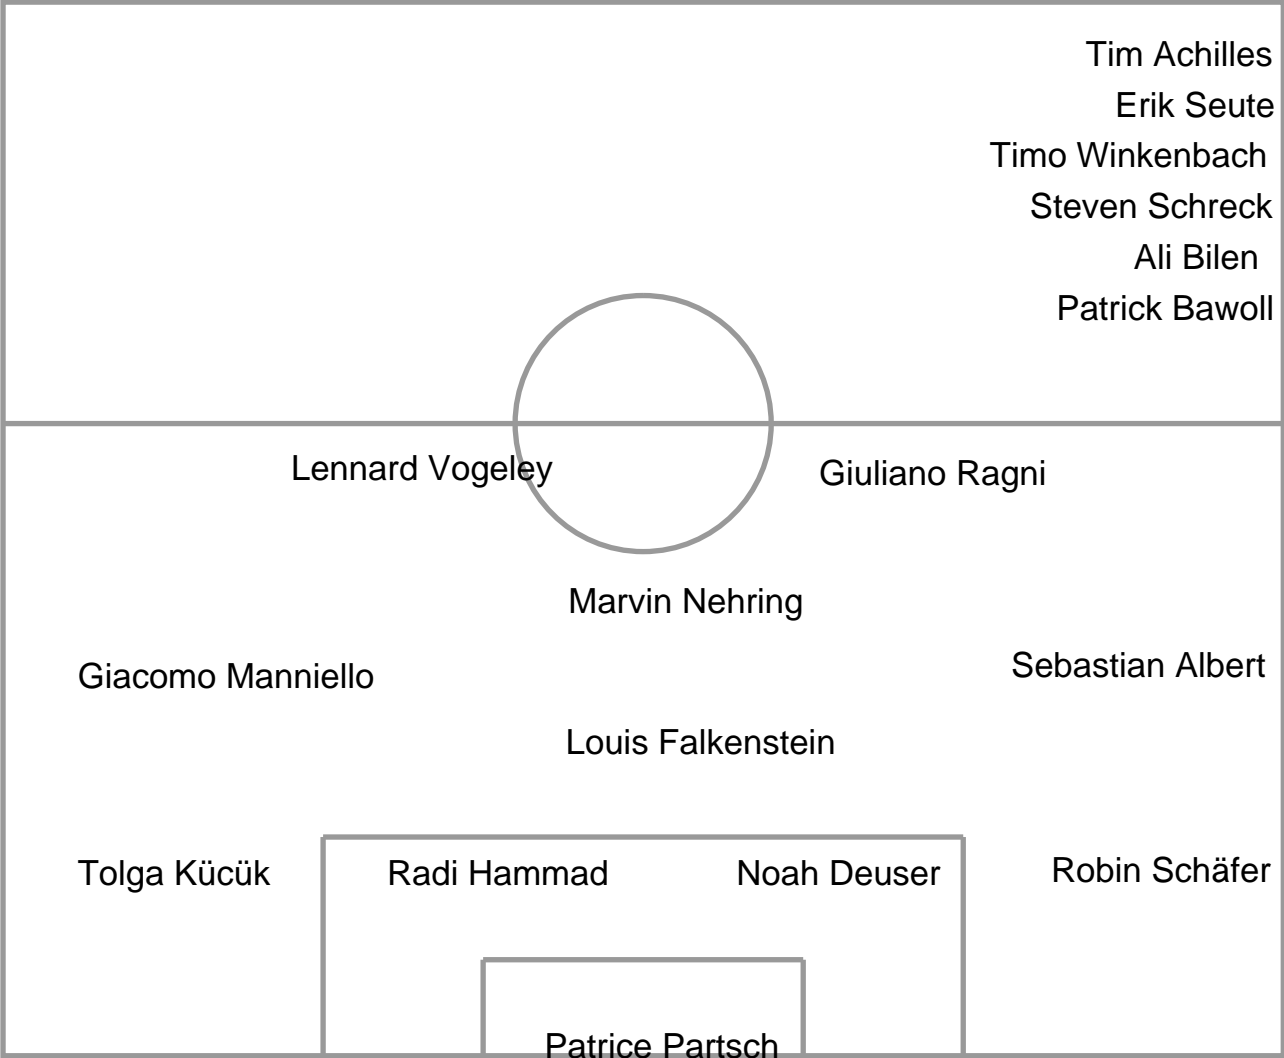 Tim Achilles
Erik Seute
Timo Winkenbach
Steven Schreck
Ali Bilen
Patrick Bawoll
Lennard Vogeley
Giuliano Ragni
Marvin Nehring
Giacomo Manniello
Sebastian Albert
Louis Falkenstein
Tolga Kücük
Radi Hammad
Noah Deuser
Robin Schäfer
Patrice Partsch